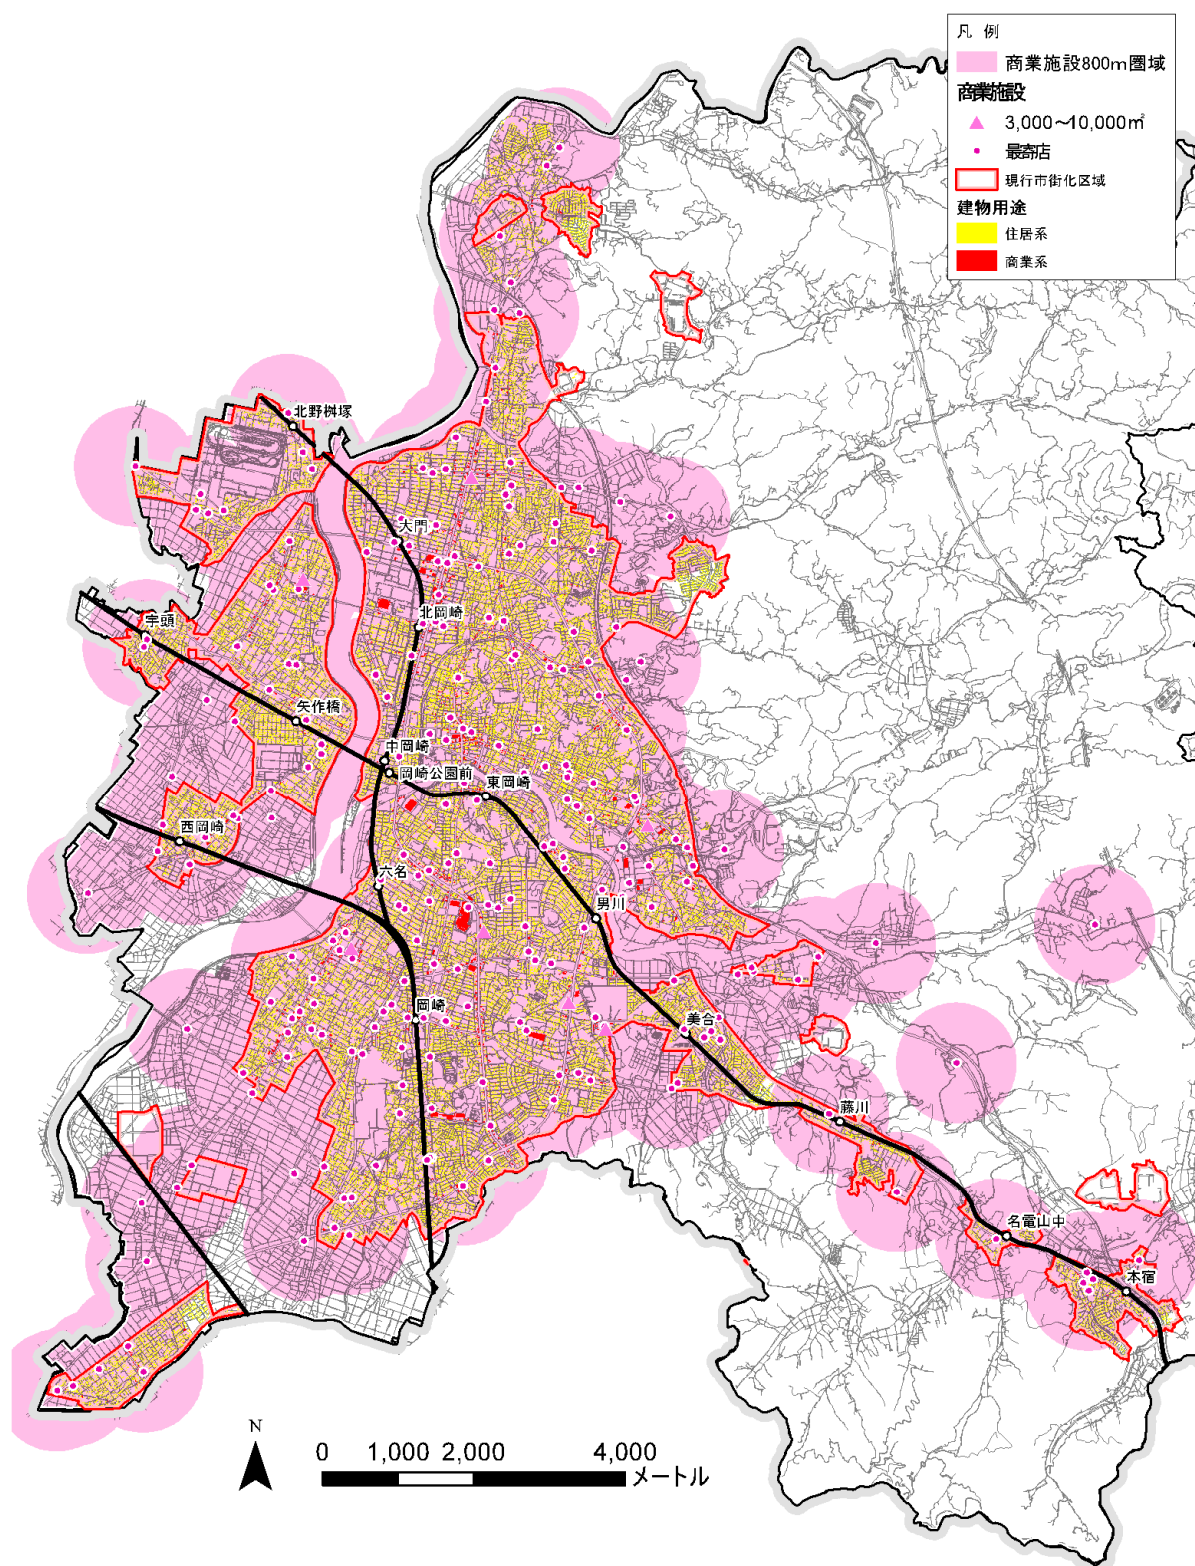 凡 例
商業施設800m圏域
商業施設
3,000～10,000㎡
最寄店
現行市街化区域
建物用途
住居系
商業系
北野桝塚
大門
北岡崎
宇頭
矢作橋
中岡崎
岡崎公園前
東岡崎
西岡崎
六名
男川
岡崎
美合
藤川
名電山中
本宿
N
0 1,000 2,000 4,000
メートル